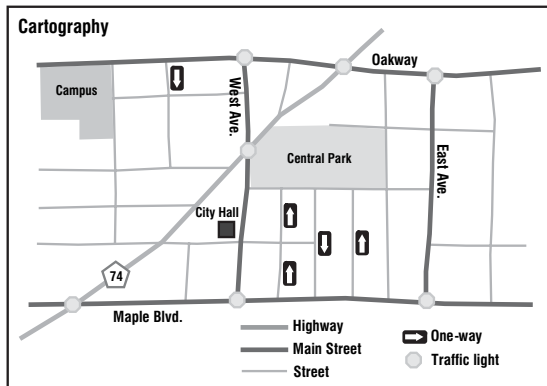 Cartography
Oakway
Campus
West Ave.
Central Park
East Ave.
City Hall
74
Maple Blvd.
Highway
Main Street
Street
One-way
Traffic light